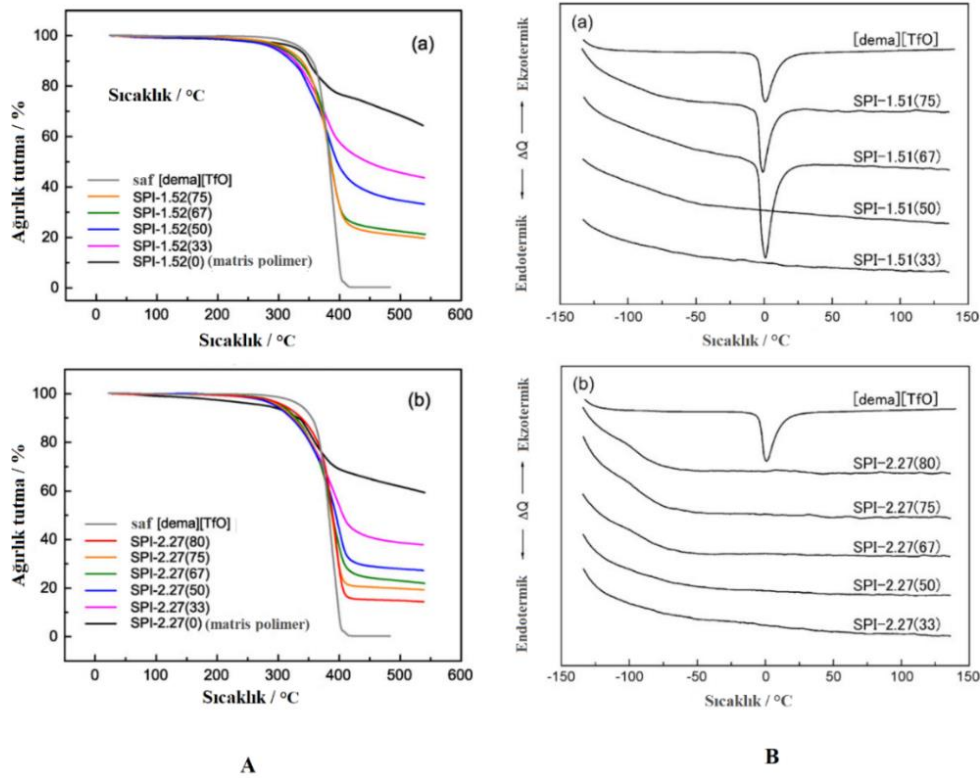 (a)
100
80
60
40
20
0
Ağırlık tutma / %
Sıcaklık / °C
saf [dema][TfO]
SPI-1.52(75)
SPI-1.52(67)
SPI-1.52(50)
SPI-1.52(33)
SPI-1.52(0) (matris polimer)
0 100 200 300 400 500 600
Sıcaklık / °C
(b)
100
80
60
40
20
0
Ağırlık tutma / %
saf [dema][TfO]
SPI-2.27(80)
SPI-2.27(75)
SPI-2.27(67)
SPI-2.27(50)
SPI-2.27(33)
SPI-2.27(0) (matris polimer)
0 100 200 300 400 500 600
Sıcaklık / °C
A
(a)
[dema][TfO]
SPI-1.51(75)
SPI-1.51(67)
SPI-1.51(50)
SPI-1.51(33)
Endotermik ← ΔQ → Ekzotermik
-150 -100 -50 0 50 100 150
Sıcaklık / °C
(b)
[dema][TfO]
SPI-2.27(80)
SPI-2.27(75)
SPI-2.27(67)
SPI-2.27(50)
SPI-2.27(33)
Endotermik ← ΔQ → Ekzotermik
-150 -100 -50 0 50 100 150
Sıcaklık / °C
B